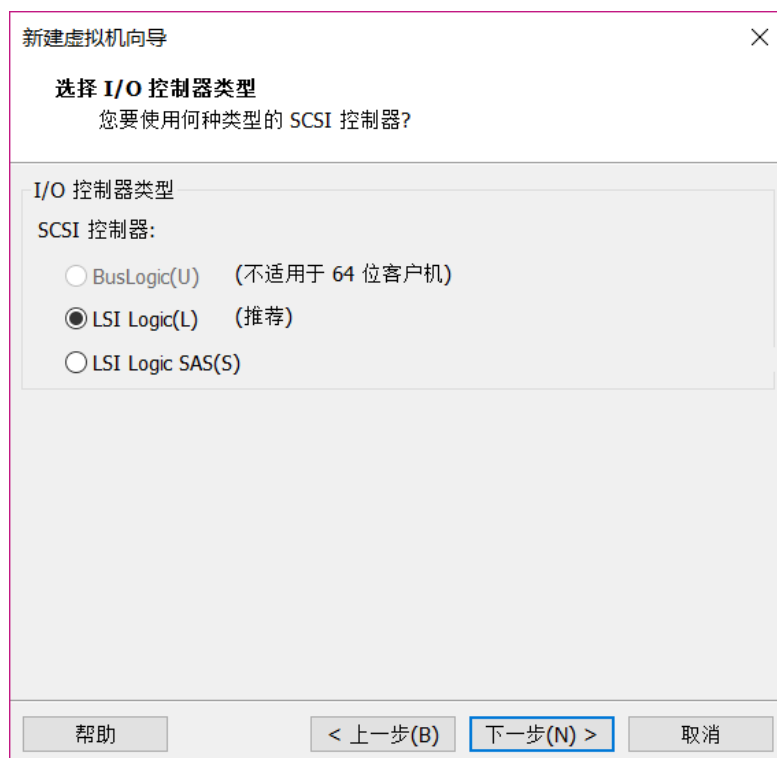 新建虚拟机向导
选择 I/O 控制器类型
您要使用何种类型的 SCSI 控制器?
I/O 控制器类型
SCSI 控制器:
BusLogic(U) (不适用于 64 位客户机)
LSI Logic(L) (推荐)
LSI Logic SAS(S)
帮助 < 上一步(B) 下一步(N) > 取消